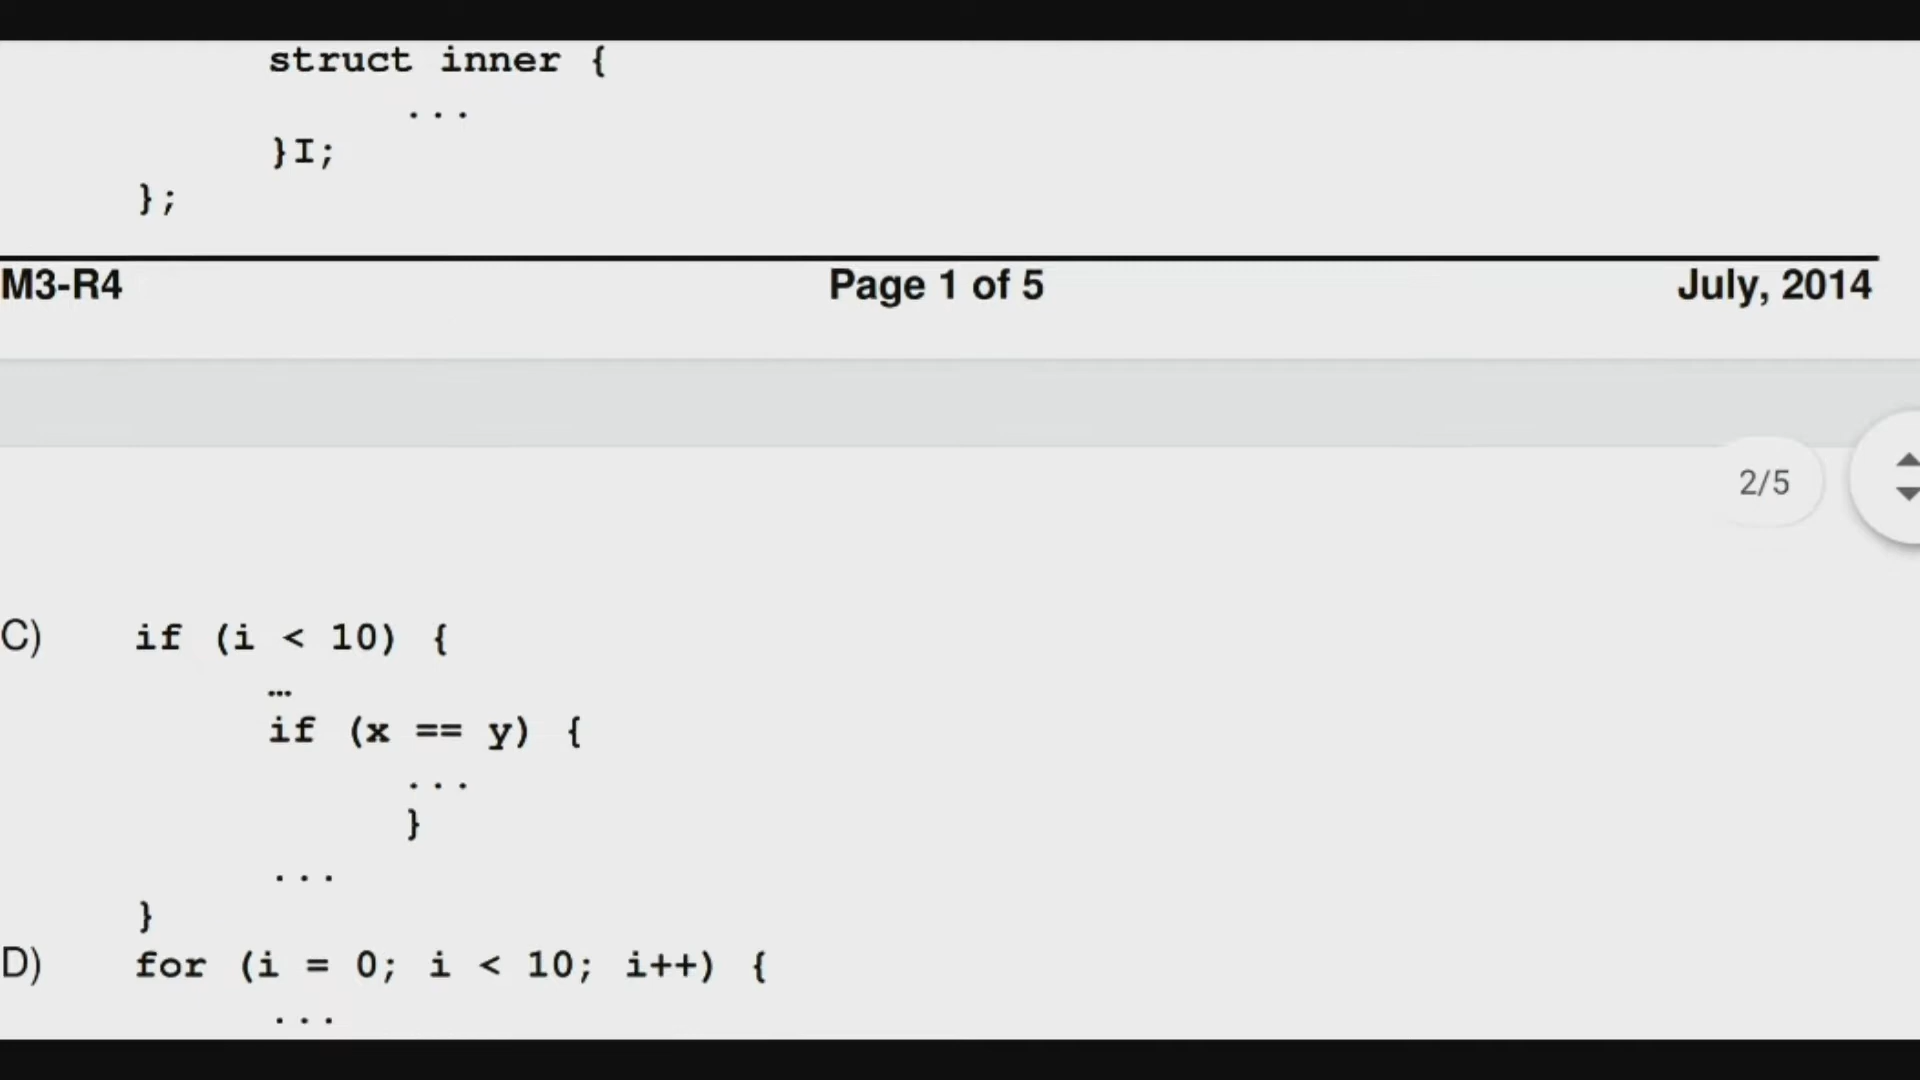 struct inner {
...
}I;
};
M3-R4 Page 1 of 5 July, 2014
2/5
C) if (i < 10) {
…
if (x == y) {
...
}
...
}
D) for (i = 0; i < 10; i++) {
...